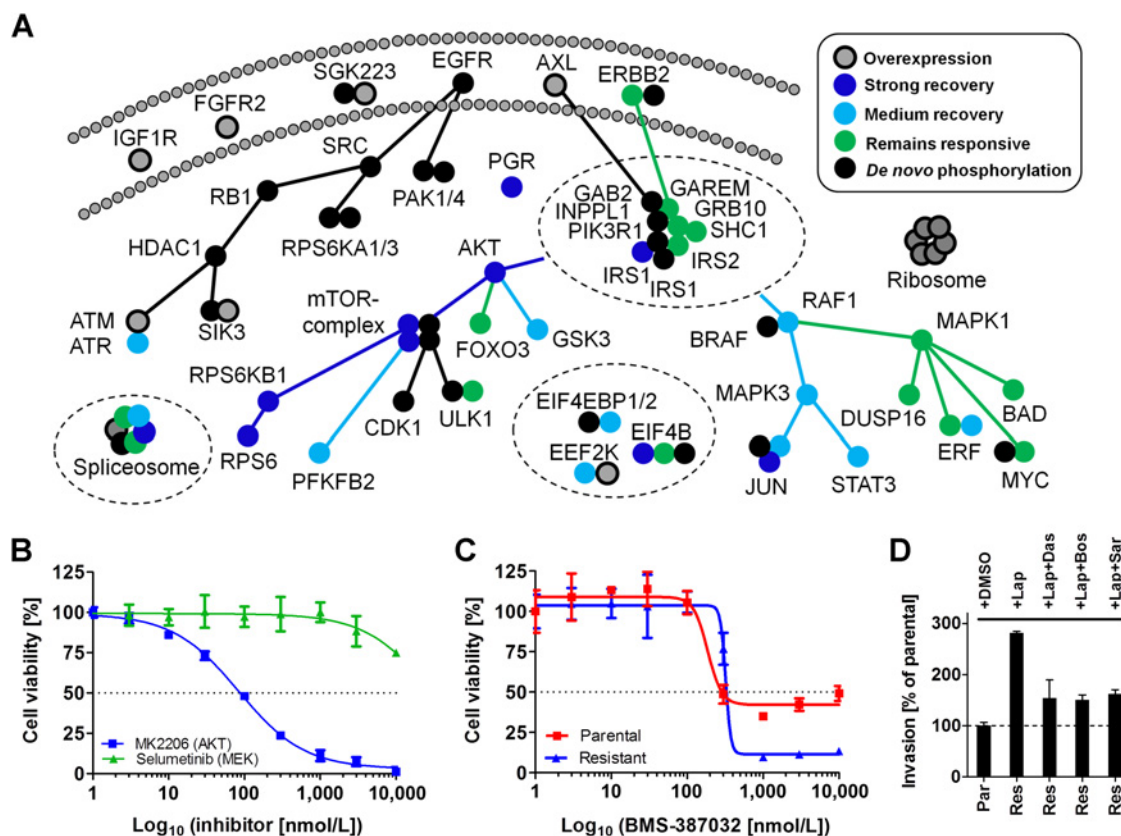 A
SGK223
EGFR
AXL
ERBB2
FGFR2
IGF1R
SRC
PGR
RB1
PAK1/4
GAB2
GAREM
INPPL1
GRB10
PIK3R1
SHC1
HDAC1
RPS6KA1/3
AKT
IRS1
IRS2
IRS1
Ribosome
Overexpression
Strong recovery
Medium recovery
Remains responsive
De novo phosphorylation
ATM
ATR
SIK3
mTOR-
complex
FOXO3
GSK3
RAF1
BRAF
MAPK1
RPS6KB1
MAPK3
DUSP16
BAD
CDK1
ULK1
EIF4EBP1/2
EIF4B
EEF2K
ERF
Spliceosome
RPS6
PFKFB2
JUN
STAT3
MYC
B
Cell viability [%]
125
100
75
50
25
0
MK2206 (AKT)
Selumetinib (MEK)
1
10
100
1,000
10,000
Log10 (inhibitor [nmol/L])
C
Cell viability [%]
125
100
75
50
25
0
Parental
Resistant
1
10
100
1,000
10,000
Log10 (BMS-387032 [nmol/L])
D
+DMSO
+Lap
+Lap+Das
+Lap+Bos
+Lap+Sar
Invasion [% of parental]
300
200
100
0
Par
Res
Res
Res
Res